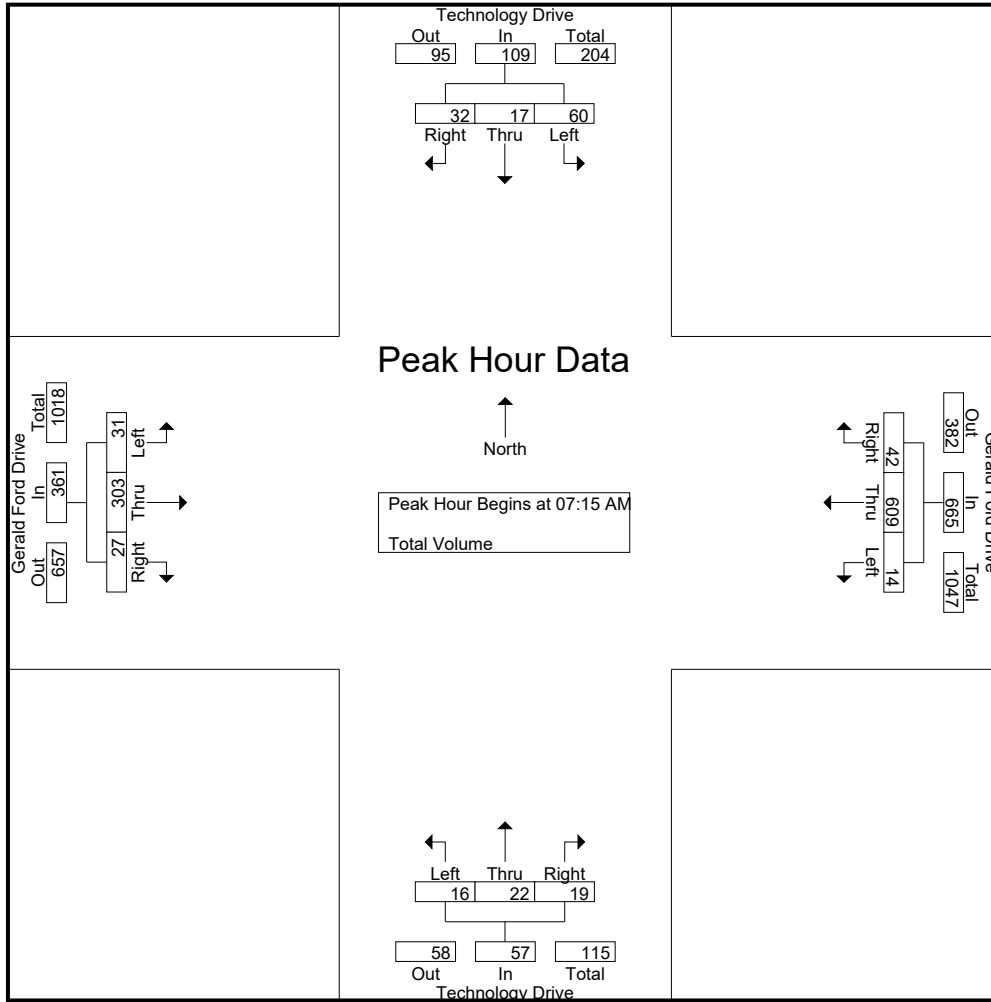 Technology Drive
Out In Total
95 109 204
32 17 60
Right Thru Left
Peak Hour Data
North
Peak Hour Begins at 07:15 AM
Total Volume
Gerald Ford Drive
Out In Total
657 361 1018
31 303 27
Left Thru Right
Gerald Ford Drive
Out In Total
382 665 1047
42 609 14
Right Thru Left
Left Thru Right
16 22 19
58 57 115
Out In Total
Technology Drive